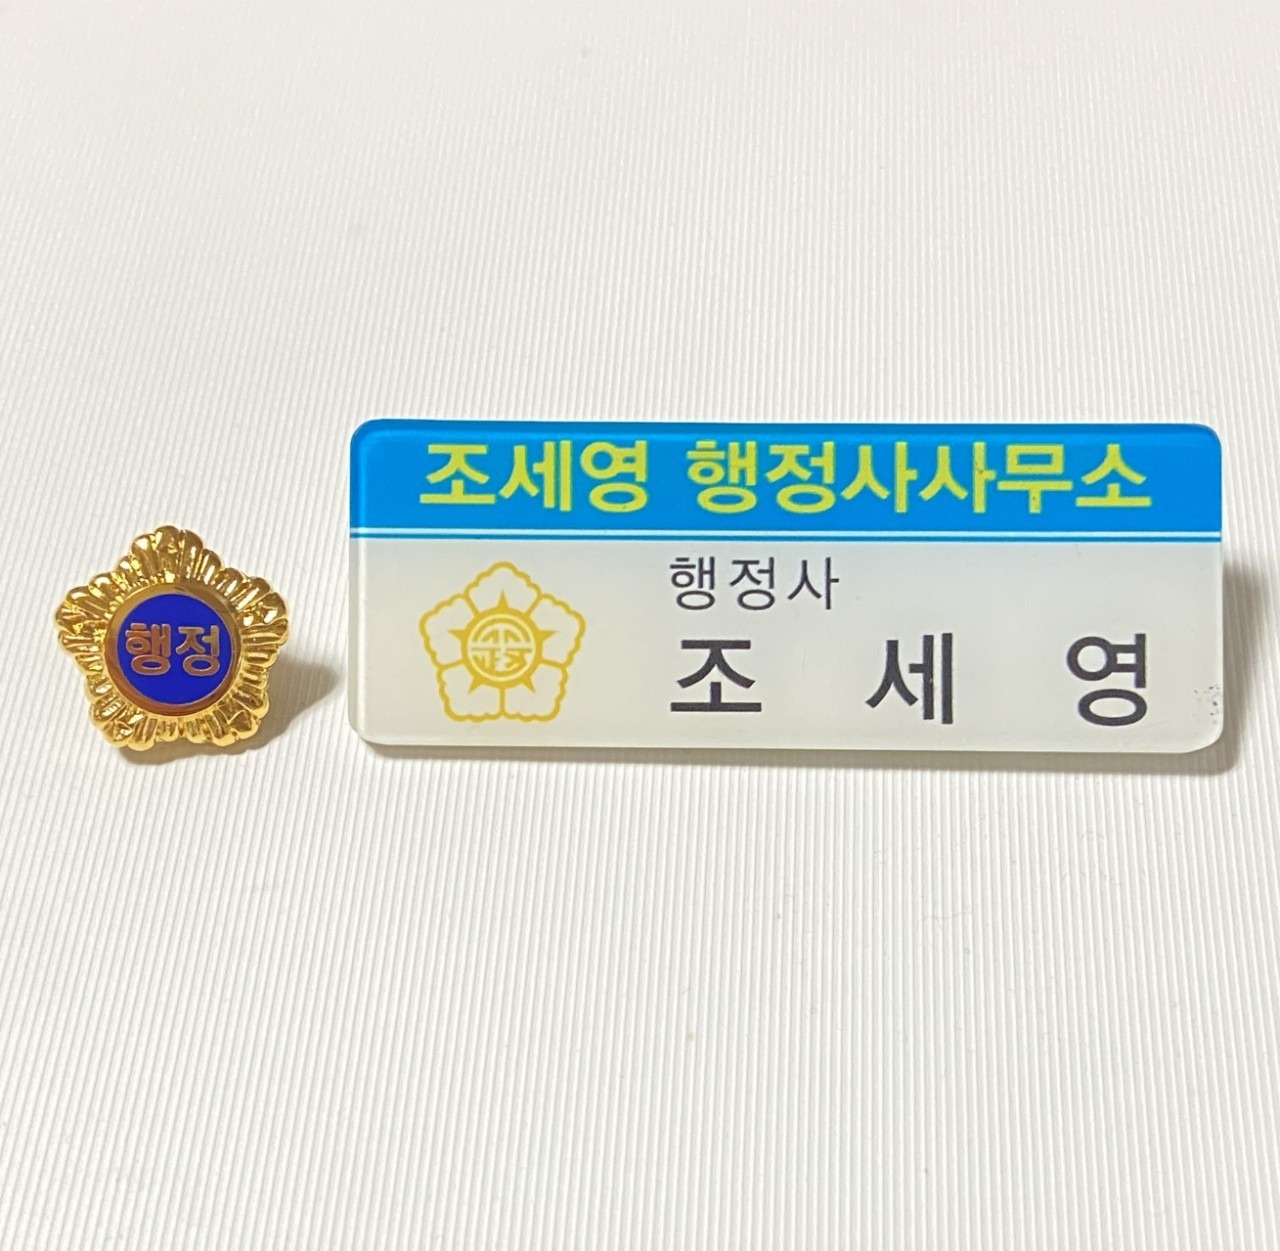 조세영 행정사사무소
행정
행정사
조 세 영